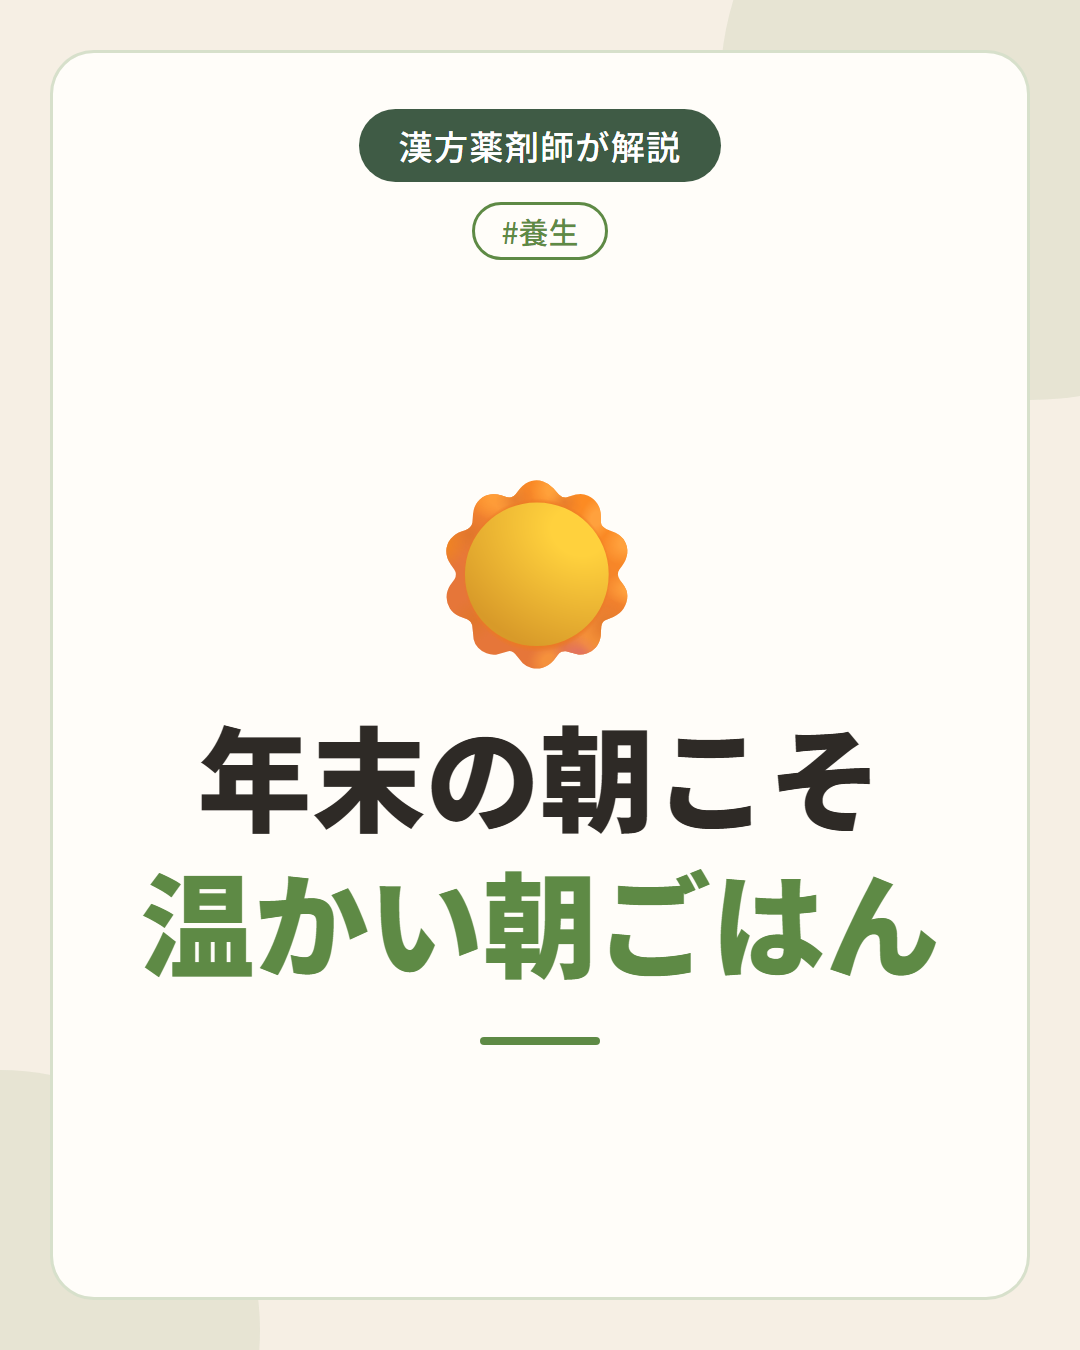 漢方薬剤師が解説
#養生
年末の朝こそ
温かい朝ごはん